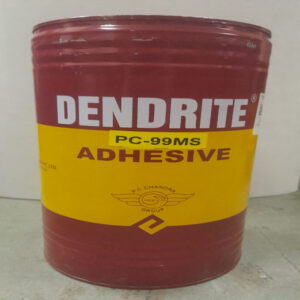 DENDRITE®
PC-99MS
ADHESIVE
P.C. CHANDRA
GROUP